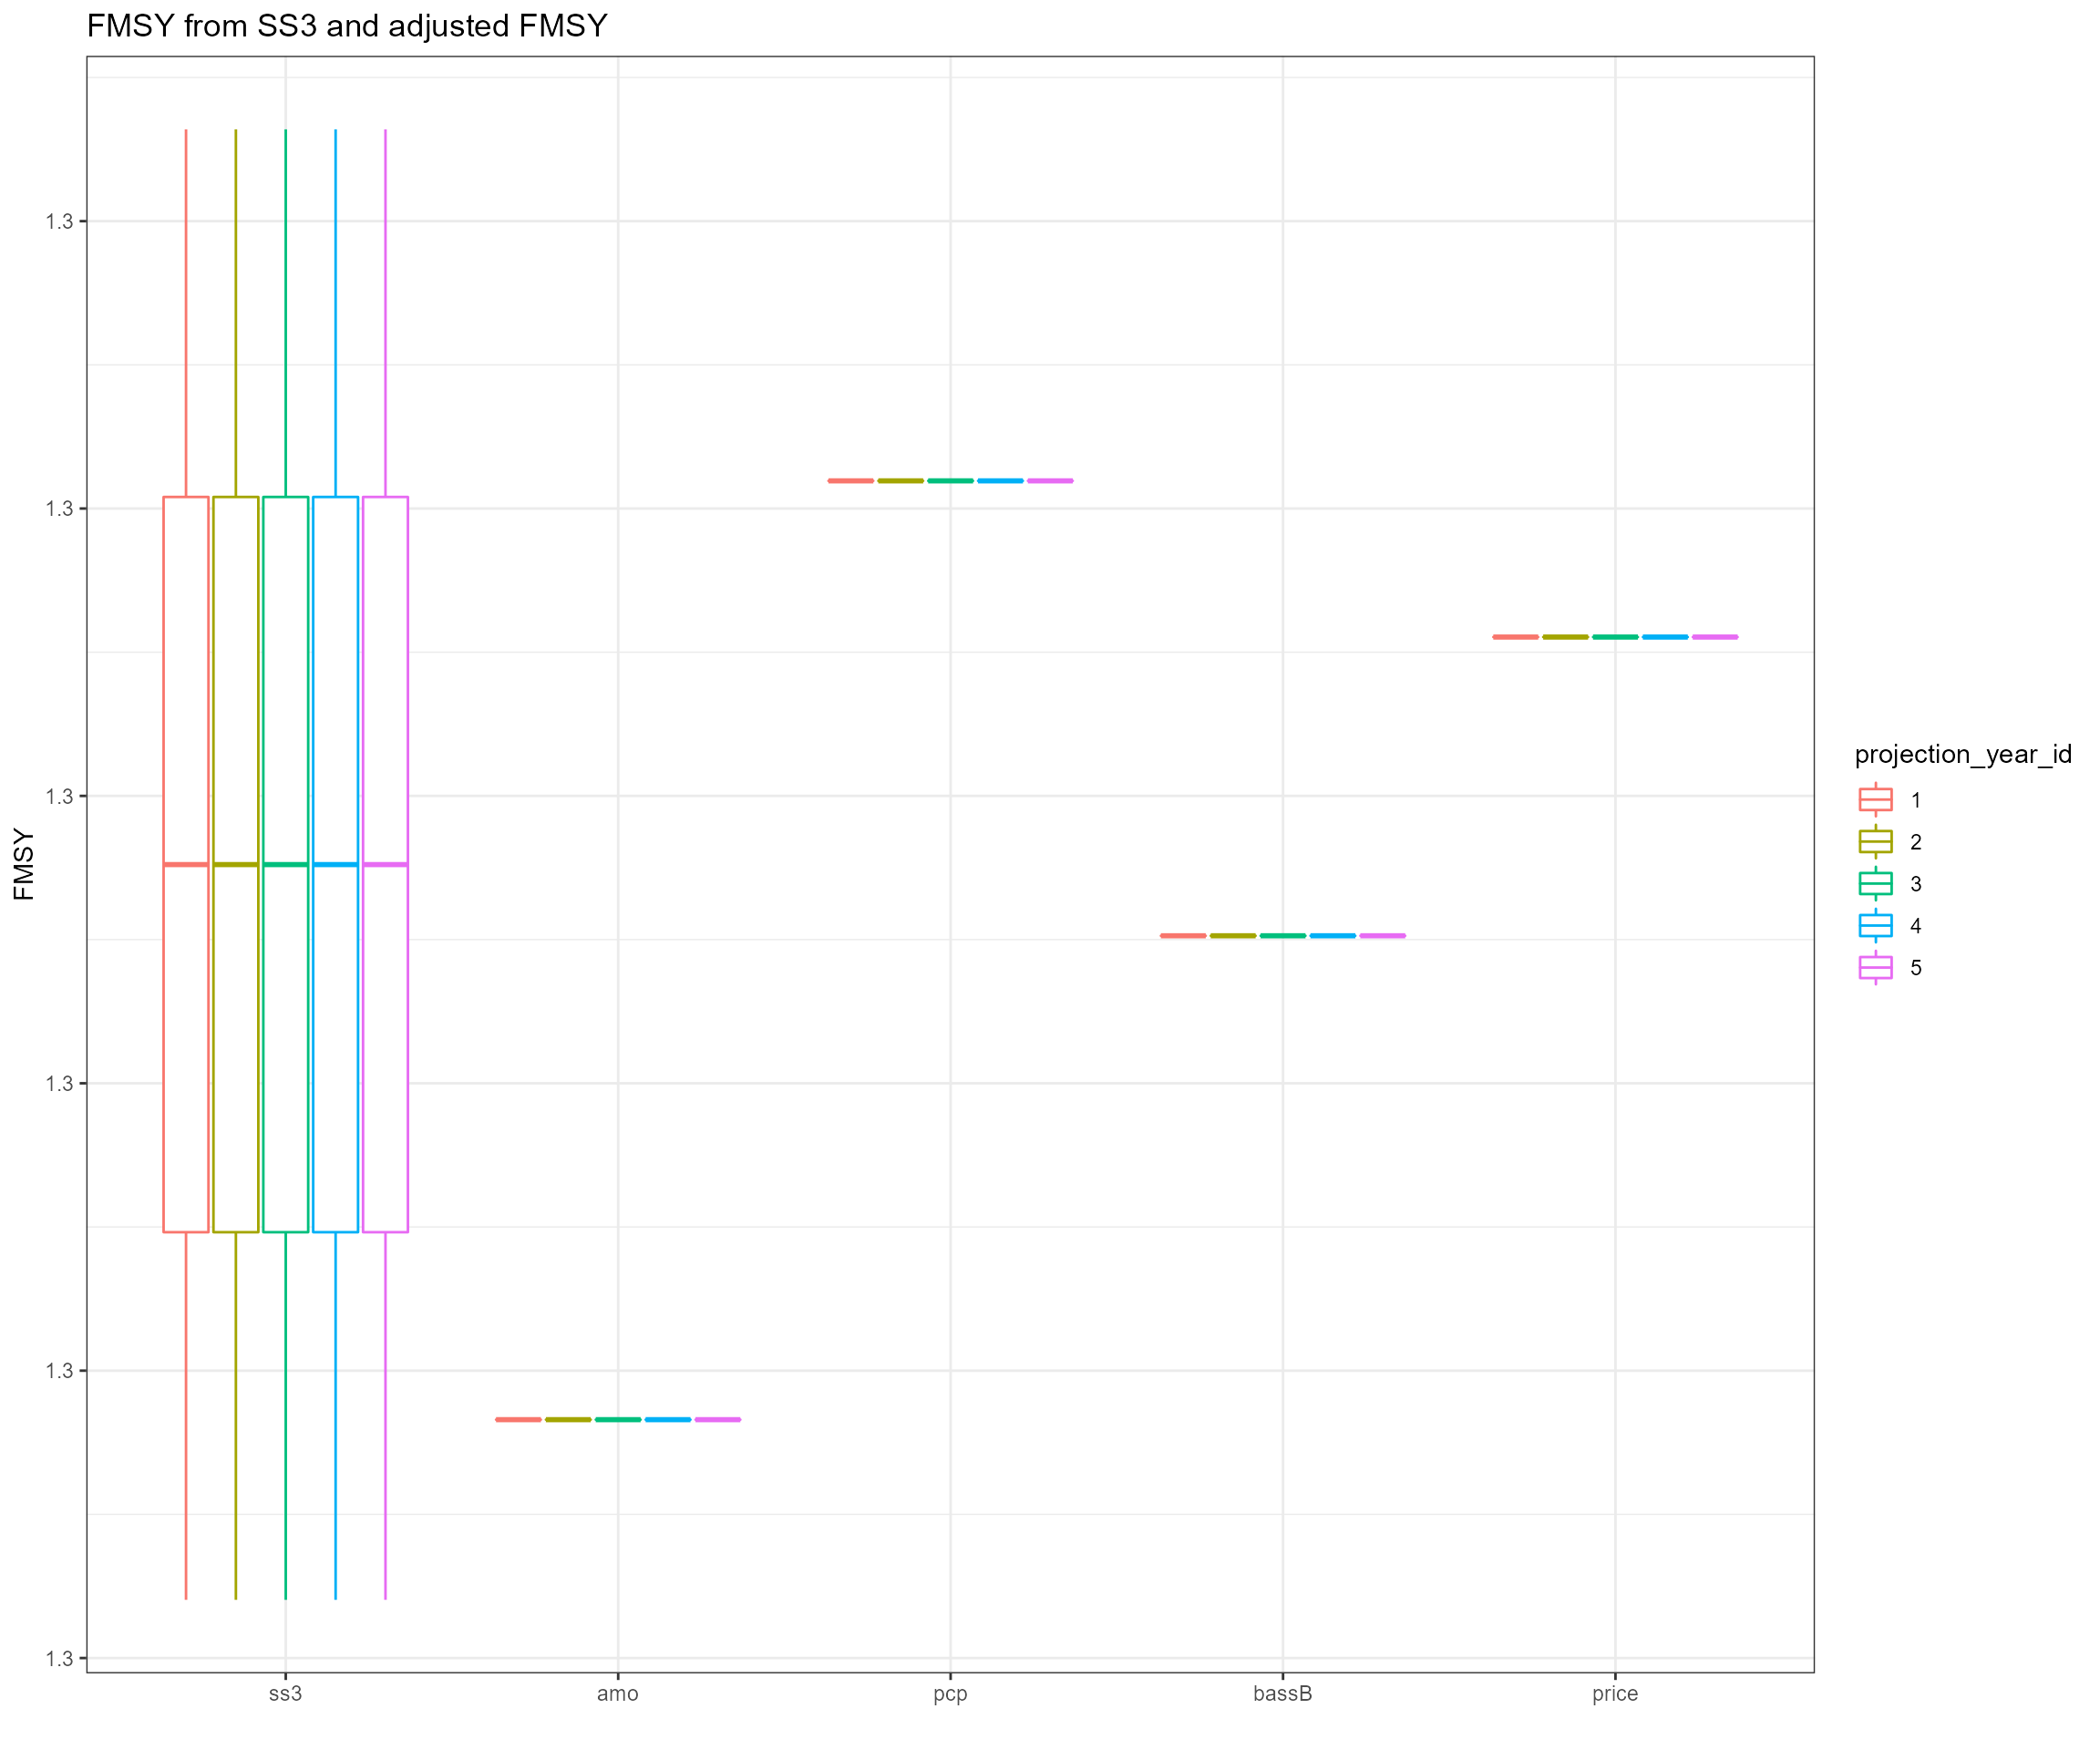 FMSY from SS3 and adjusted FMSY
FMSY
1.3
1.3
1.3
1.3
1.3
1.3
ss3 amo pcp bassB price
projection_year_id
1
2
3
4
5